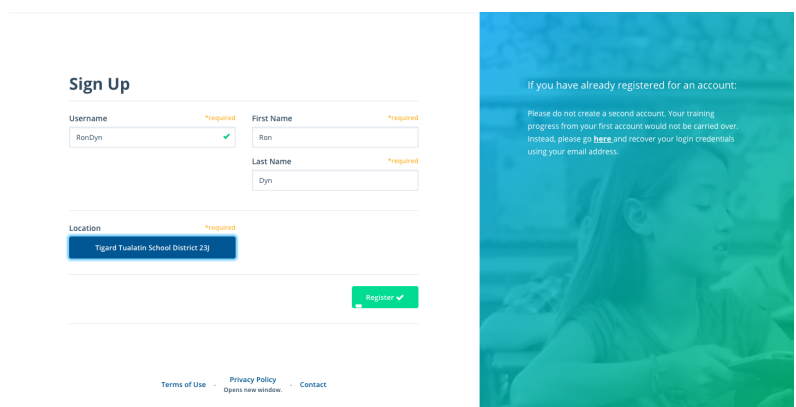 Sign Up
Username *required
RonDyn
First Name *required
Ron
Last Name *required
Dyn
Location *required
Tigard Tualatin School District 23J
Register
Terms of Use · Privacy Policy · Contact
Opens new window.
If you have already registered for an account:
Please do not create a second account. Your training
progress from your first account would not be carried over.
Instead, please go here and recover your login credentials
using your email address.